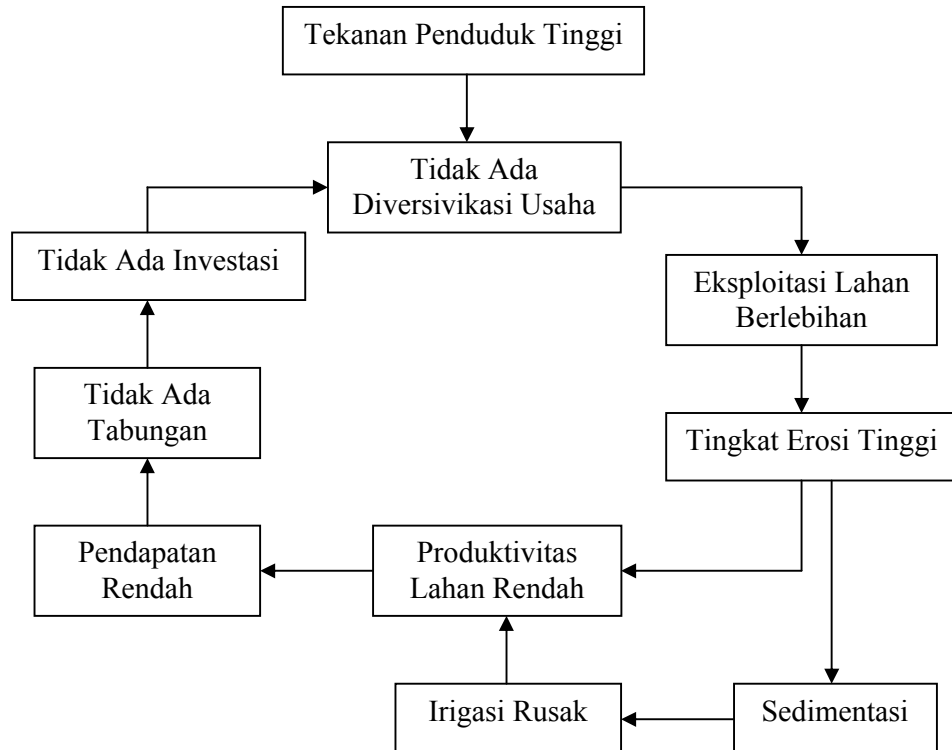 Tekanan Penduduk Tinggi
Tidak Ada
Diversivikasi Usaha
Tidak Ada Investasi
Eksploitasi Lahan
Berlebihan
Tidak Ada
Tabungan
Tingkat Erosi Tinggi
Pendapatan
Rendah
Produktivitas
Lahan Rendah
Irigasi Rusak
Sedimentasi